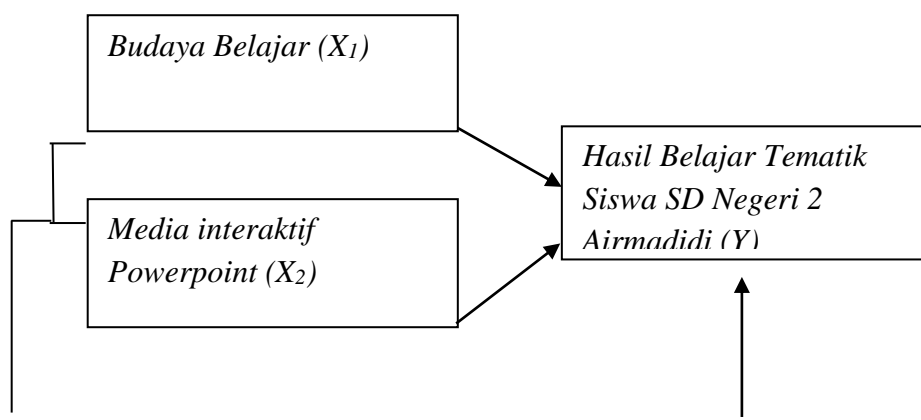 Budaya Belajar (X1)
Media interaktif
Powerpoint (X2)
Hasil Belajar Tematik
Siswa SD Negeri 2
Airmadidi (Y)